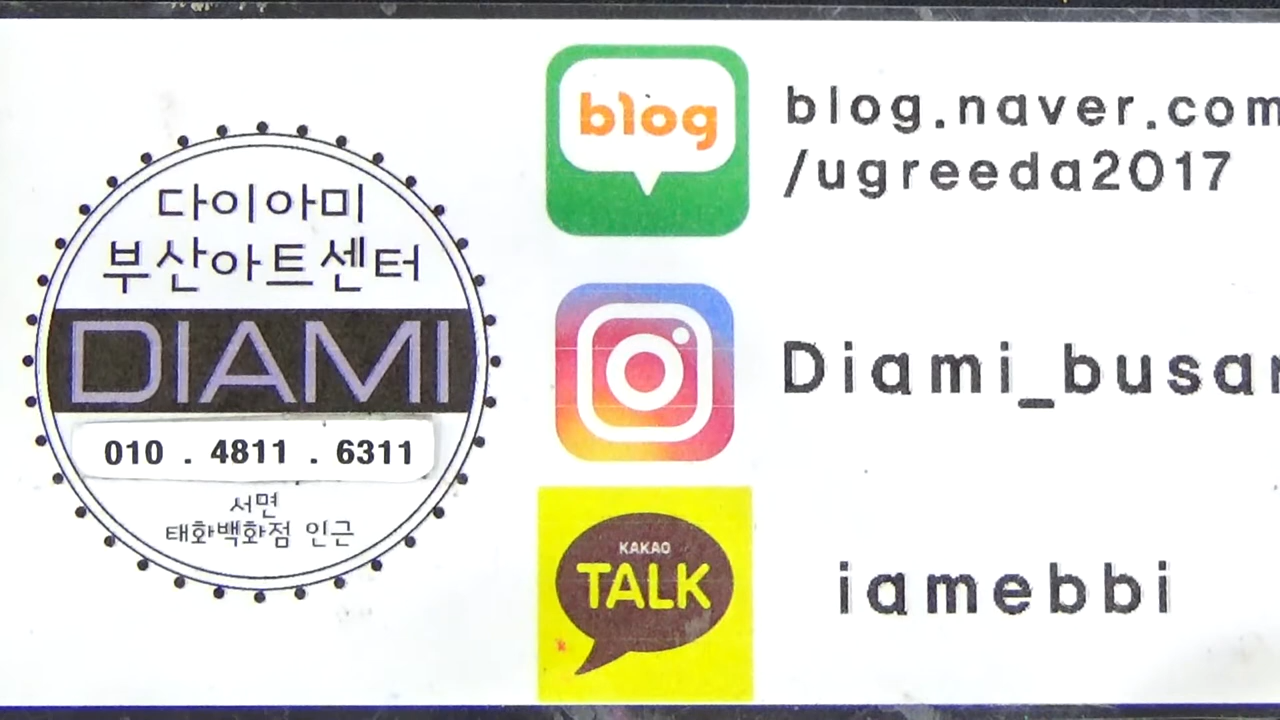 다이아미
부산아트센터
DIAMI
010 . 4811 . 6311
서면
태화백화점 인근
blog
blog.naver.com
/ugreeda2017
Diami_busan
KAKAO
TALK
iamebbi